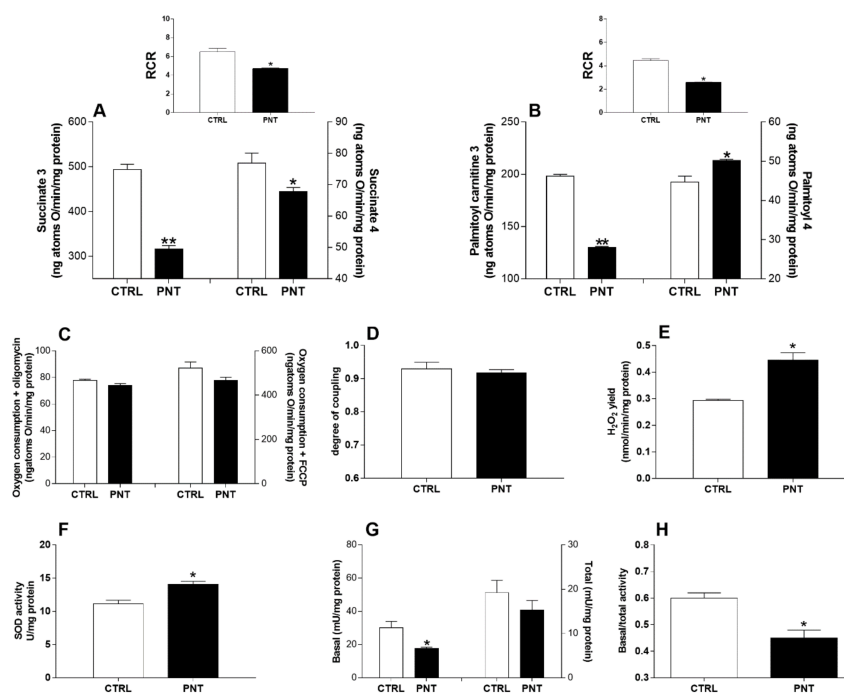 RCR
10
8
6
4
2
0
*
CTRL
PNT
RCR
8
6
4
2
0
*
CTRL
PNT
A
Succinate 3
(ng atoms O/min/mg protein)
600
500
400
300
**
*
90
80
70
60
50
40
Succinate 4
(ng atoms O/min/mg protein)
CTRL PNT CTRL PNT
B
Palmitoyl carnitine 3
(ng atoms O/min/mg protein)
250
200
150
100
**
*
60
50
40
30
20
Palmitoyl 4
(ng atoms O/min/mg protein)
CTRL PNT CTRL PNT
C
Oxygen consumption + oligomycin
(ngatoms O/min/mg protein)
100
80
60
40
20
0
600
400
200
0
Oxygen consumption + FCCP
(ngatoms O/min/mg protein)
CTRL PNT CTRL PNT
D
degree of coupling
1.0
0.9
0.8
0.7
0.6
CTRL PNT
E
H₂O₂ yield
(nmol/min/mg protein)
0.5
0.4
0.3
0.2
0.1
0.0
*
CTRL PNT
F
SOD activity
U/mg protein
20
15
10
5
0
*
CTRL PNT
G
Basal (mU/mg protein)
80
60
40
20
0
*
30
20
10
0
Total (mU/mg protein)
CTRL PNT CTRL PNT
H
Basal/total activity
0.8
0.7
0.6
0.5
0.4
0.3
*
CTRL PNT